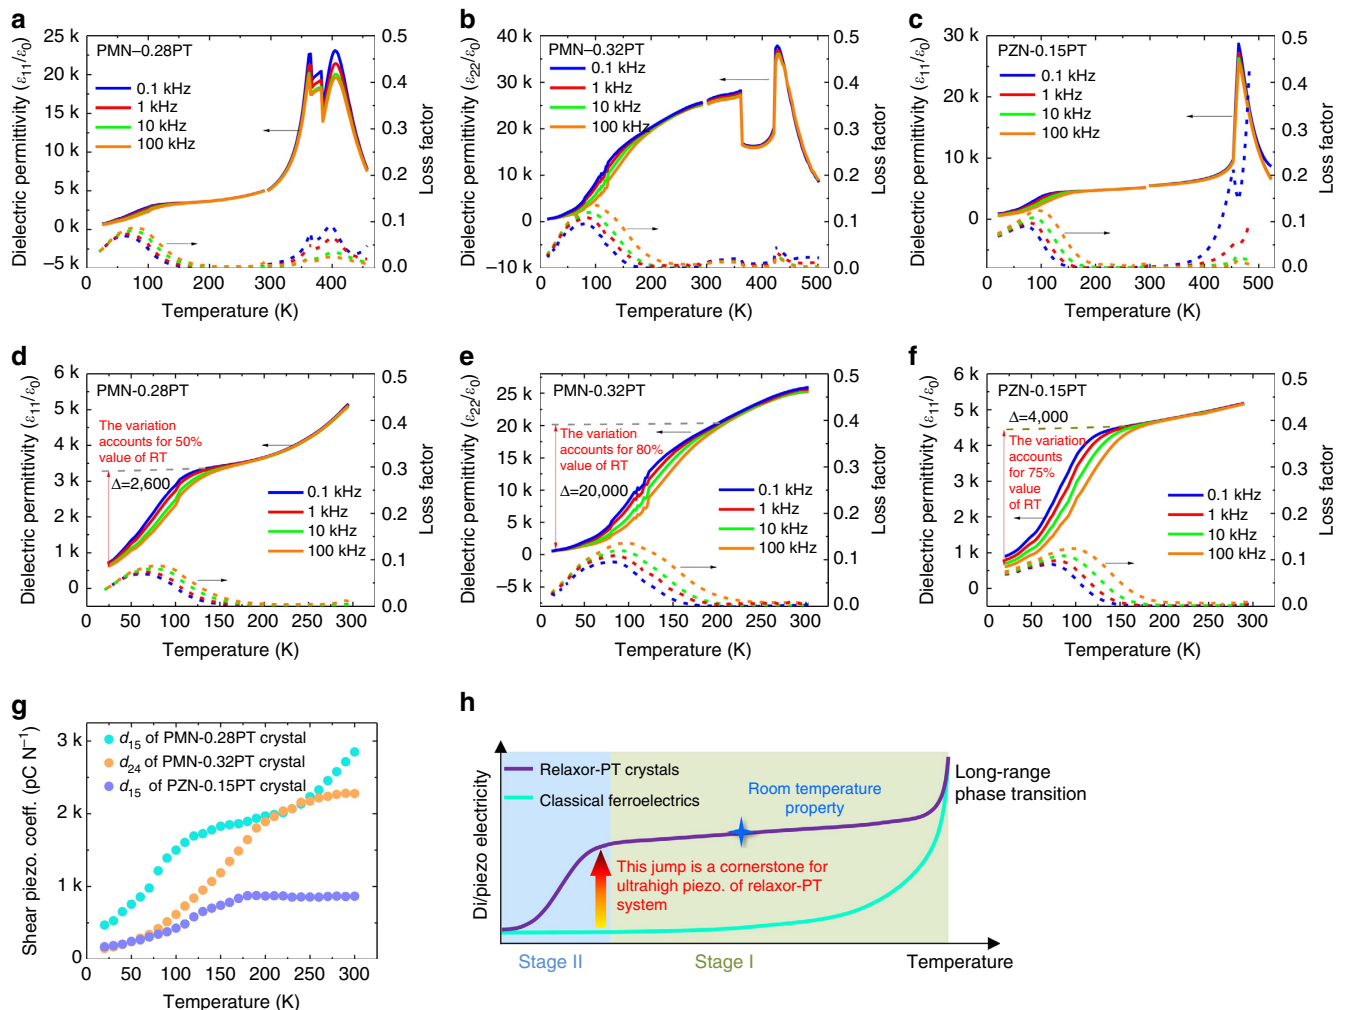 a
PMN–0.28PT
0.1 kHz
1 kHz
10 kHz
100 kHz
25 k
20 k
15 k
10 k
5 k
0 k
–5 k
0.5
0.4
0.3
0.2
0.1
0.0
0
100
200
300
400
Dielectric permittivity (ε11/ε0)
Loss factor
Temperature (K)
b
PMN–0.32PT
0.1 kHz
1 kHz
10 kHz
100 kHz
40 k
30 k
20 k
10 k
0 k
–10 k
0.5
0.4
0.3
0.2
0.1
0.0
0
100
200
300
400
500
Dielectric permittivity (ε22/ε0)
Loss factor
Temperature (K)
c
PZN-0.15PT
0.1 kHz
1 kHz
10 kHz
100 kHz
30 k
20 k
10 k
0 k
0.5
0.4
0.3
0.2
0.1
0.0
0
100
200
300
400
500
Dielectric permittivity (ε11/ε0)
Loss factor
Temperature (K)
d
PMN-0.28PT
The variation
accounts for 50%
value of RT
Δ=2,600
0.1 kHz
1 kHz
10 kHz
100 kHz
6 k
5 k
4 k
3 k
2 k
1 k
0 k
0.5
0.4
0.3
0.2
0.1
0.0
0
50
100
150
200
250
300
Dielectric permittivity (ε11/ε0)
Loss factor
Temperature (K)
e
PMN-0.32PT
The variation
accounts for 80%
value of RT
Δ=20,000
0.1 kHz
1 kHz
10 kHz
100 kHz
25 k
20 k
15 k
10 k
5 k
0 k
–5 k
0.5
0.4
0.3
0.2
0.1
0.0
0
50
100
150
200
250
300
Dielectric permittivity (ε22/ε0)
Loss factor
Temperature (K)
f
PZN-0.15PT
Δ=4,000
The variation
accounts
for 75%
value
of RT
0.1 kHz
1 kHz
10 kHz
100 kHz
6 k
5 k
4 k
3 k
2 k
1 k
0 k
0.5
0.4
0.3
0.2
0.1
0.0
0
50
100
150
200
250
300
Dielectric permittivity (ε11/ε0)
Loss factor
Temperature (K)
g
d15 of PMN-0.28PT crystal
d24 of PMN-0.32PT crystal
d15 of PZN-0.15PT crystal
3 k
2 k
1 k
0
0
50
100
150
200
250
300
Shear piezo. coeff. (pC N–1)
Temperature (K)
h
Relaxor-PT crystals
Classical ferroelectrics
Room temperature
property
Long-range
phase transition
This jump is a cornerstone for
ultrahigh piezo. of relaxor-PT
system
Di/piezo electricity
Stage II
Stage I
Temperature